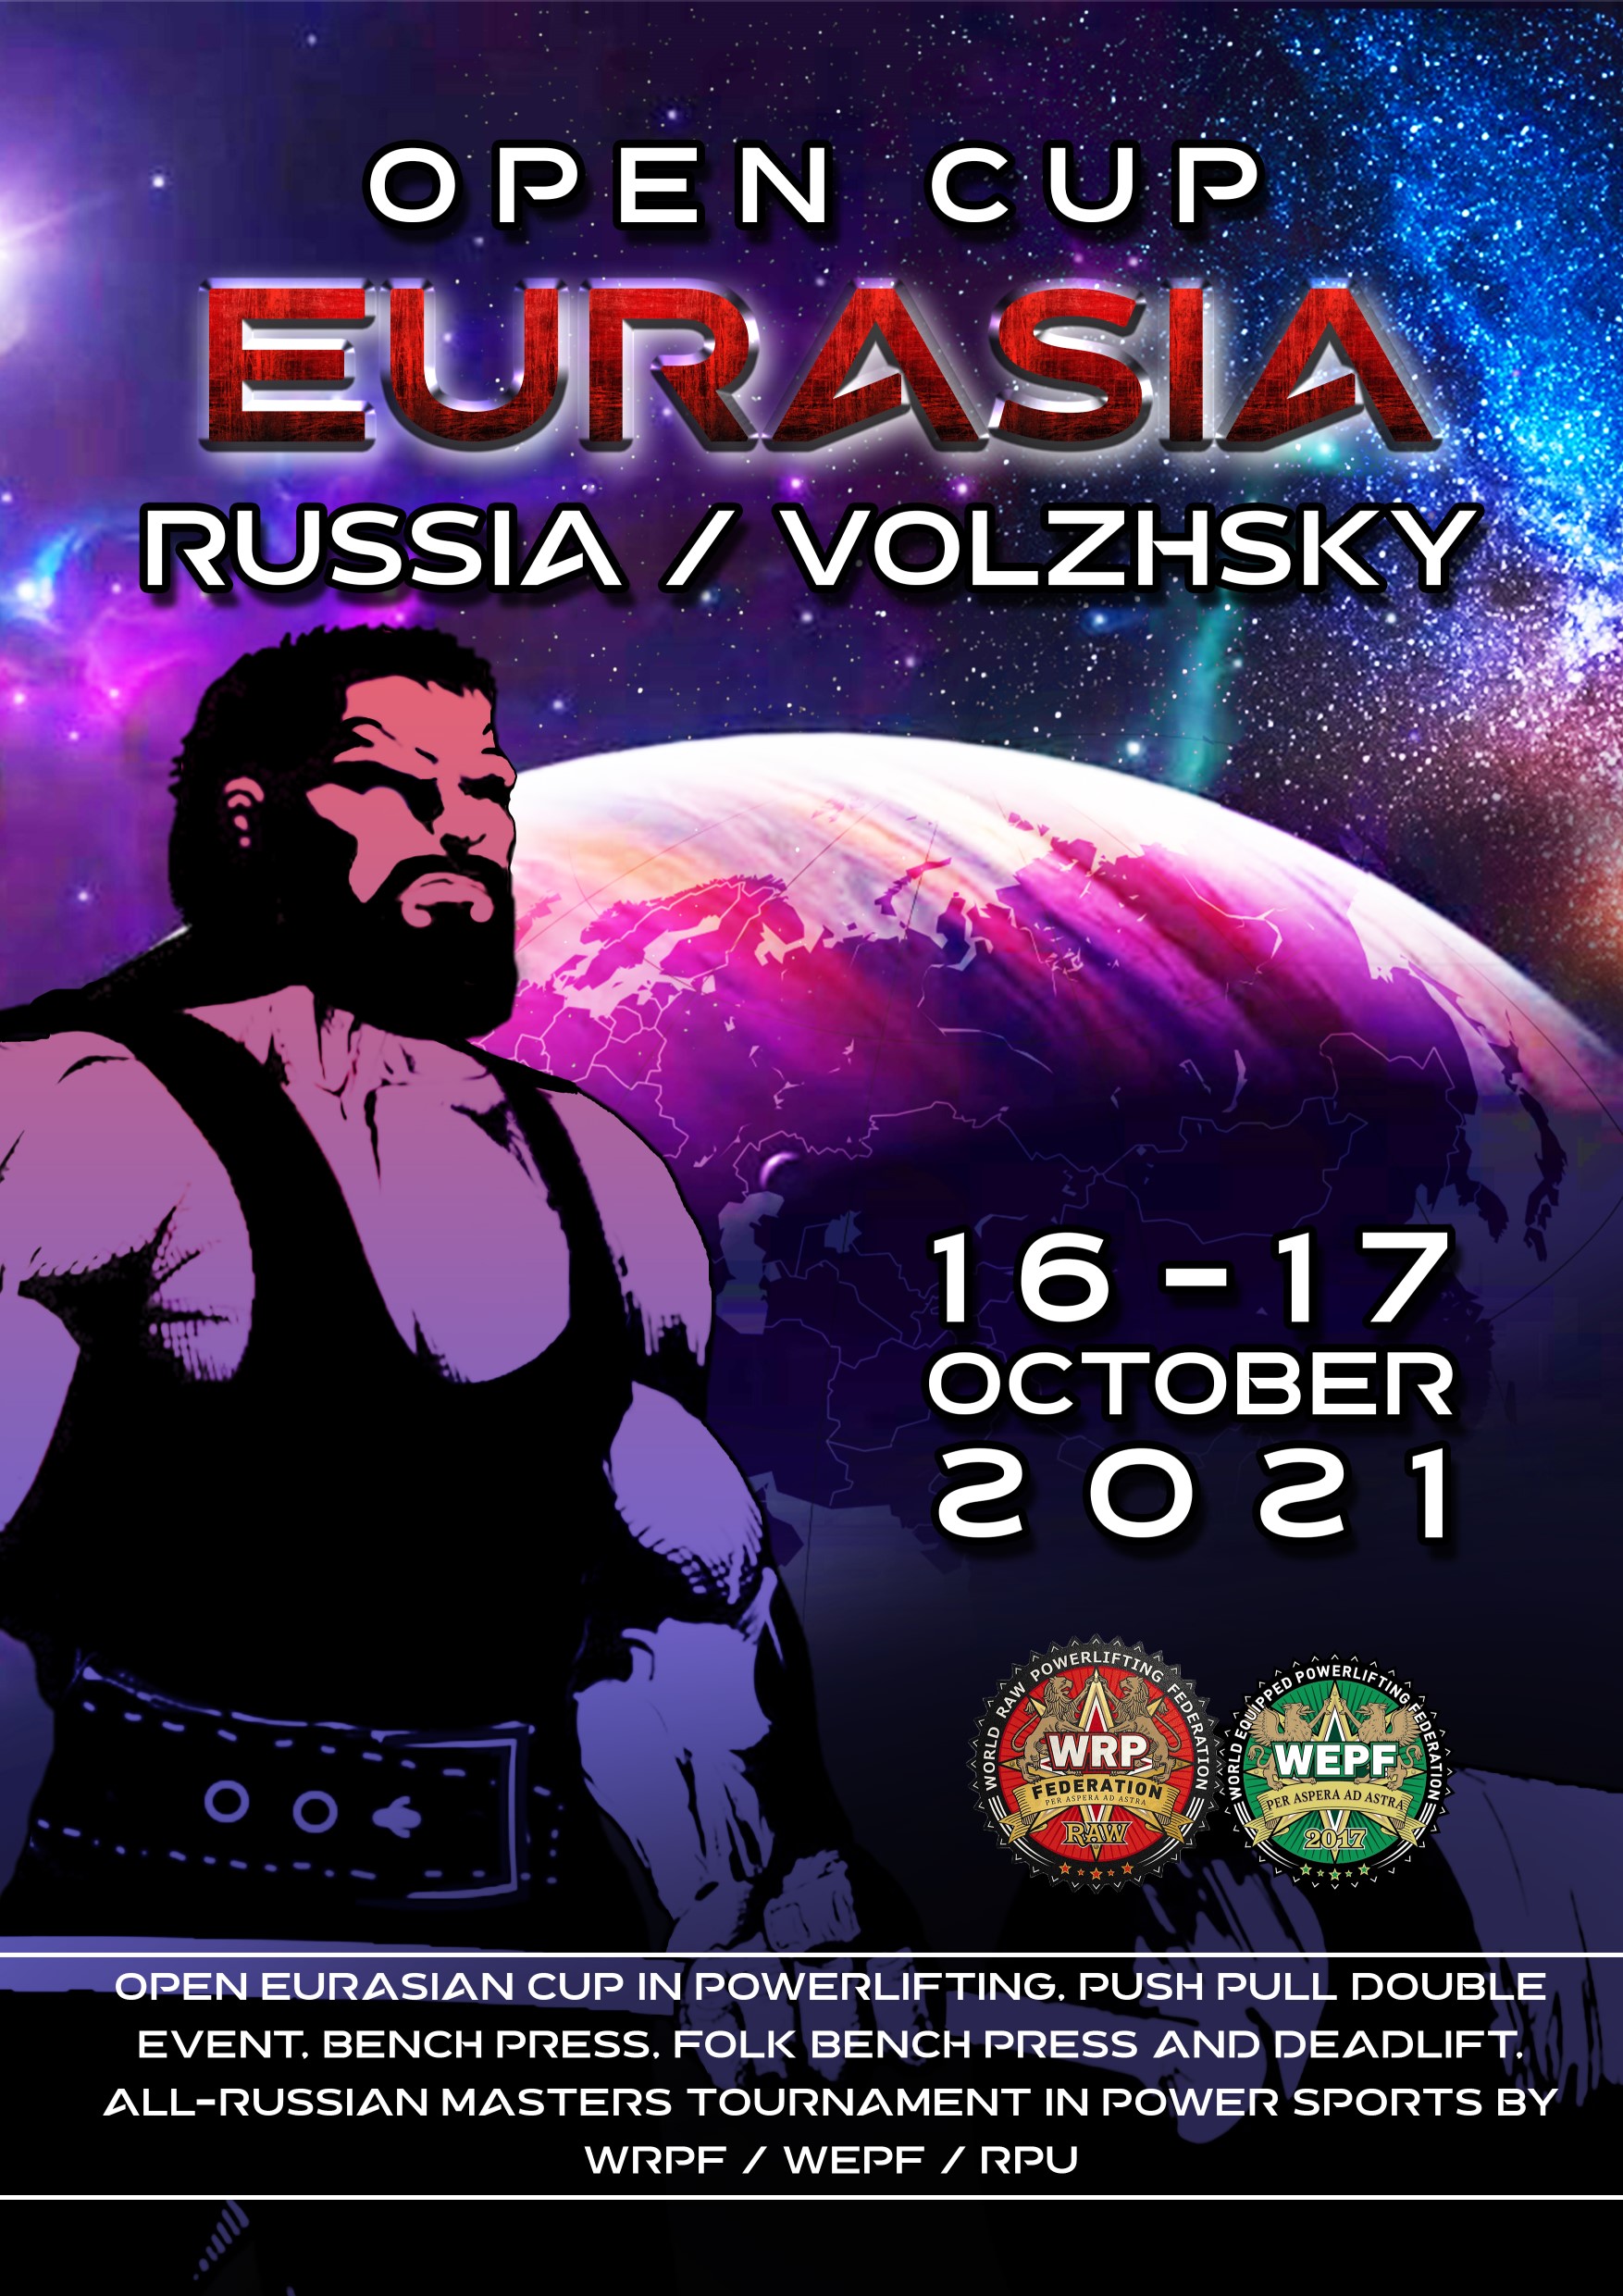 OPEN CUP
EURASIA
RUSSIA / VOLZHSKY
16-17
OCTOBER
2021
WORLD RAW POWERLIFTING FEDERATION
WRP
FEDERATION
PER ASPERA AD ASTRA
RAW
WORLD EQUIPPED POWERLIFTING FEDERATION
WEPF
PER ASPERA AD ASTRA
2017
OPEN EURASIAN CUP IN POWERLIFTING, PUSH PULL DOUBLE
EVENT, BENCH PRESS, FOLK BENCH PRESS AND DEADLIFT,
ALL-RUSSIAN MASTERS TOURNAMENT IN POWER SPORTS BY
WRPF / WEPF / RPU